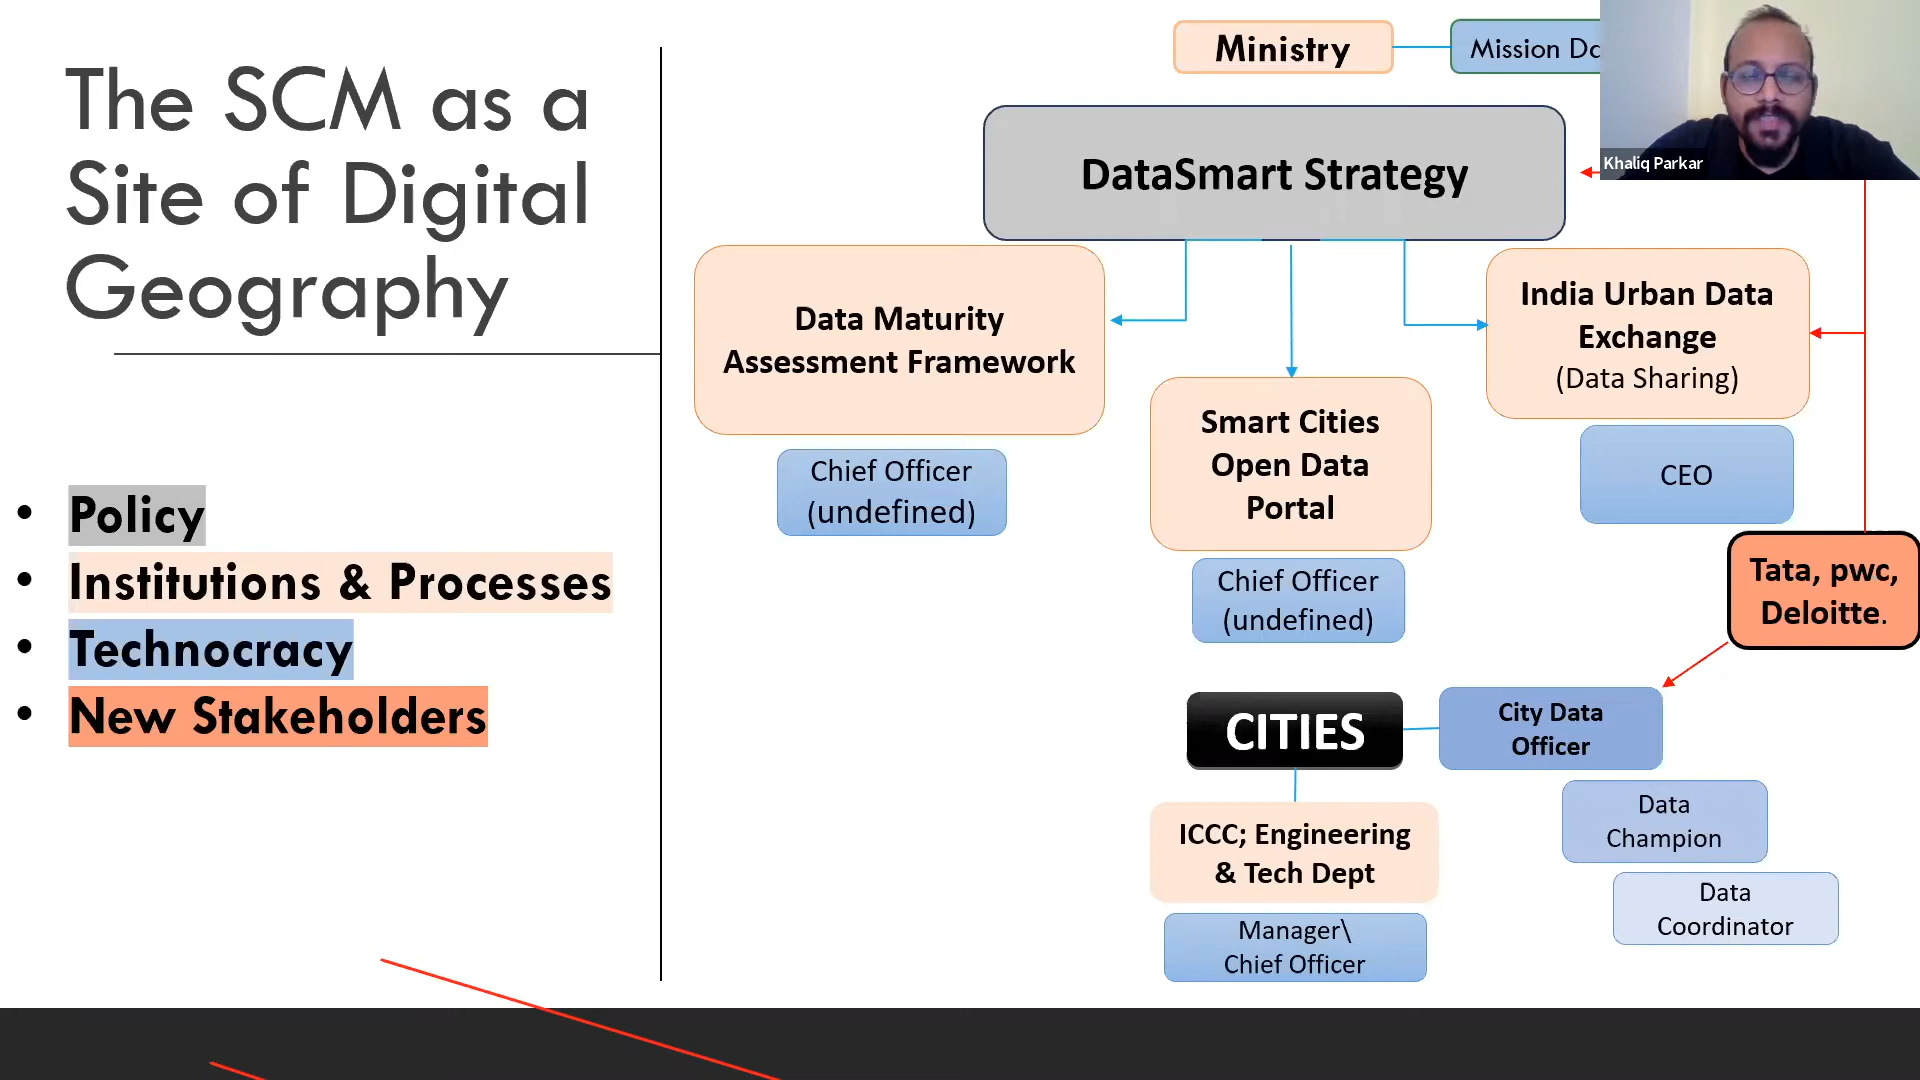 The SCM as a
Site of Digital
Geography
• Policy
• Institutions & Processes
• Technocracy
• New Stakeholders
Ministry
Mission
DataSmart Strategy
Khaliq Parkar
Data Maturity
Assessment Framework
Chief Officer
(undefined)
Smart Cities
Open Data
Portal
Chief Officer
(undefined)
India Urban Data
Exchange
(Data Sharing)
CEO
Tata, pwc,
Deloitte.
CITIES
City Data
Officer
Data
Champion
Data
Coordinator
ICCC; Engineering
& Tech Dept
Manager\
Chief Officer